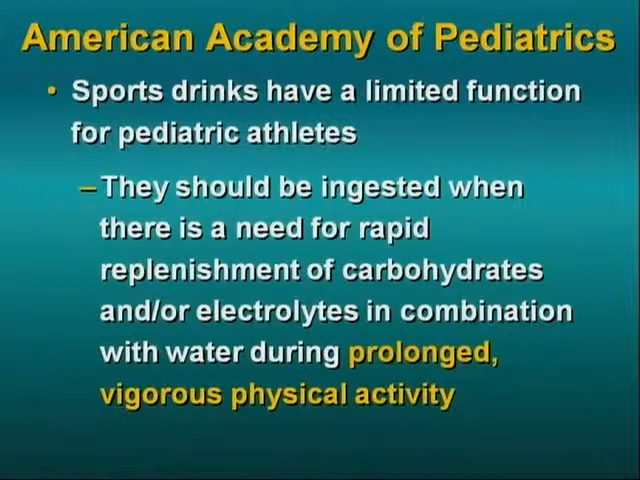 American Academy of Pediatrics
• Sports drinks have a limited function
for pediatric athletes
–They should be ingested when
there is a need for rapid
replenishment of carbohydrates
and/or electrolytes in combination
with water during prolonged,
vigorous physical activity